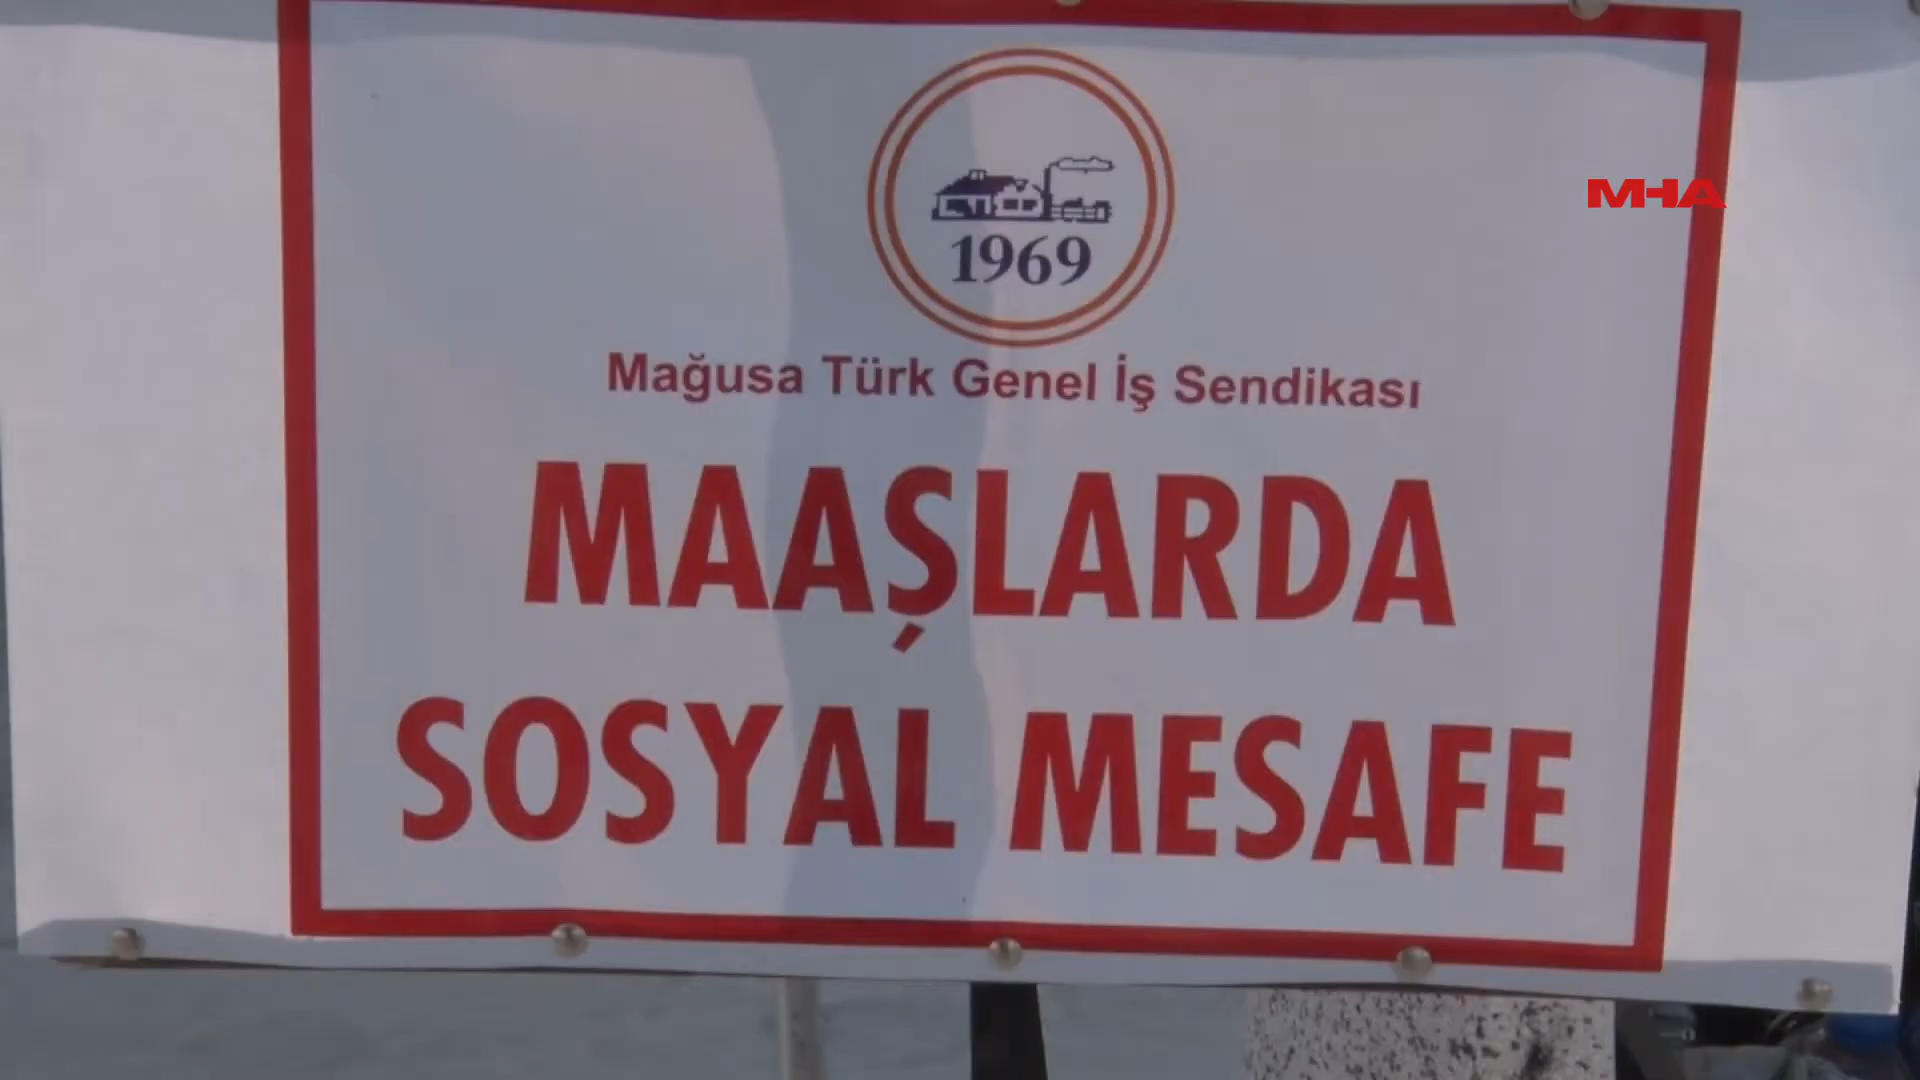 1969
MHA
Mağusa Türk Genel İş Sendikası
MAAŞLARDA
SOSYAL MESAFE